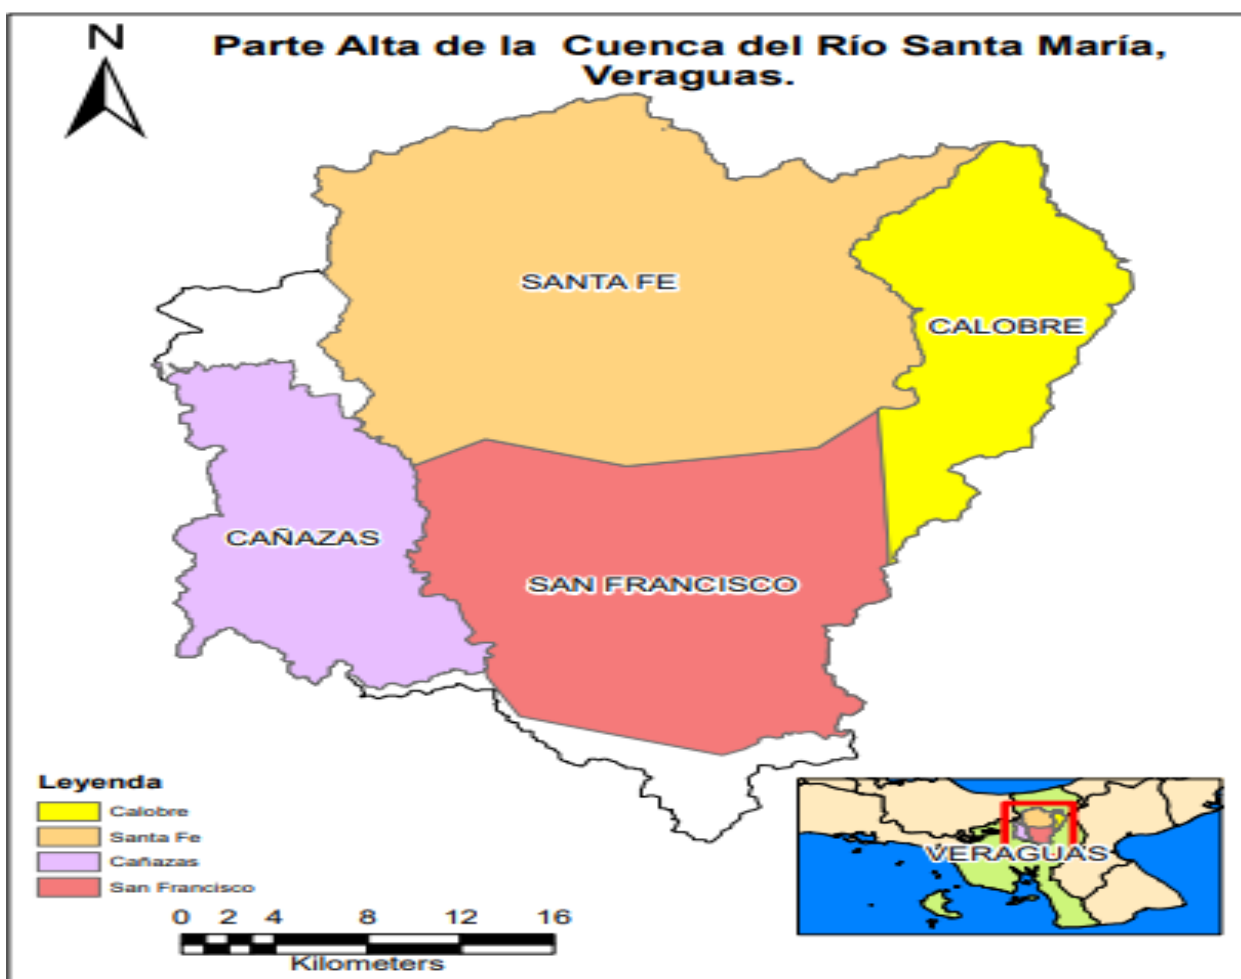 N
Parte Alta de la Cuenca del Río Santa María,
Veraguas.
SANTA FE
CALOBRE
CAÑAZAS
SAN FRANCISCO
Leyenda
Calobre
Santa Fe
Cañazas
San Francisco
0 2 4 8 12 16
Kilometers
VERAGUAS